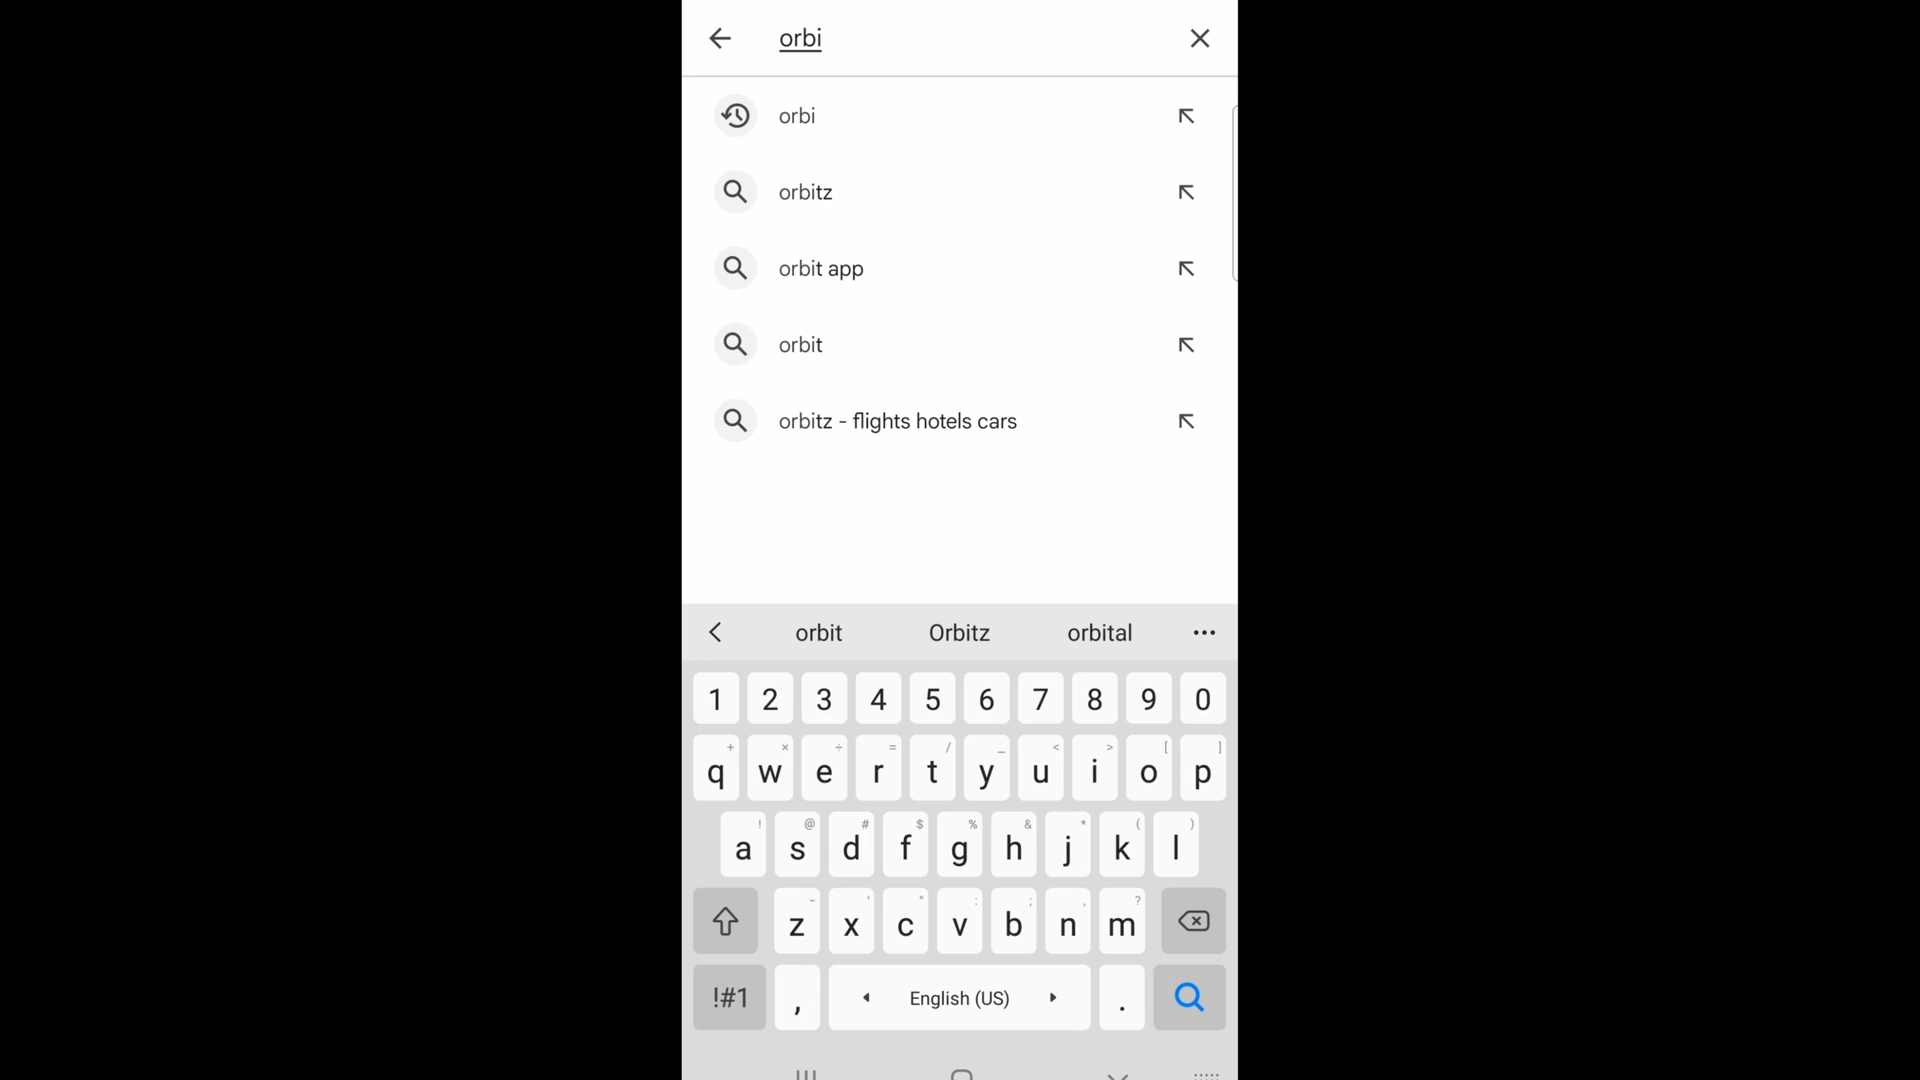 orbi
orbi
orbitz
orbit app
orbit
orbitz - flights hotels cars
orbit Orbitz orbital •••
1 2 3 4 5 6 7 8 9 0
+ × ÷ = / _ < > [ ]
q w e r t y u i o p
! @ # $ % & * ( )
a s d f g h j k l
- ' " : ; , ?
z x c v b n m
!#1 , English (US) .